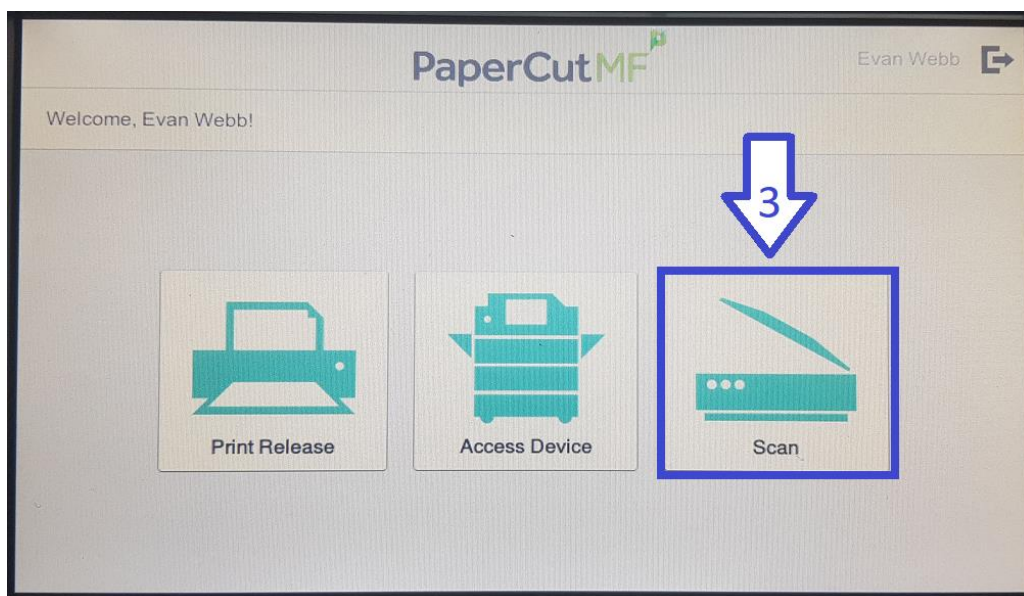 PaperCut MF
Evan Webb
Welcome, Evan Webb!
3
Print Release
Access Device
Scan